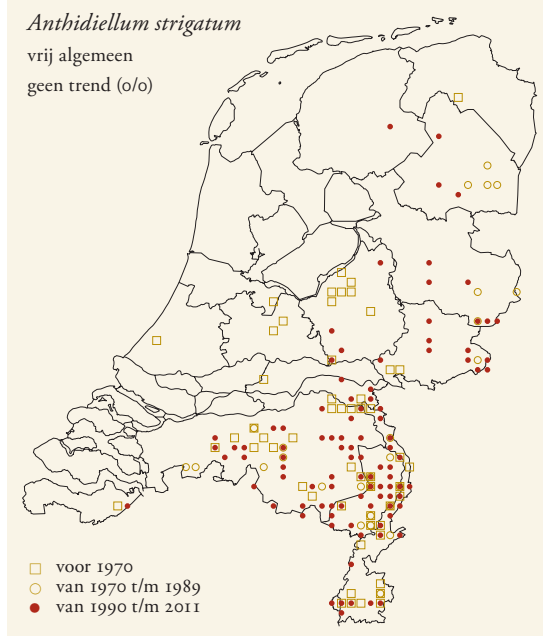 Anthidiellum strigatum
vrij algemeen
geen trend (0/0)
voor 1970
van 1970 t/m 1989
van 1990 t/m 2011